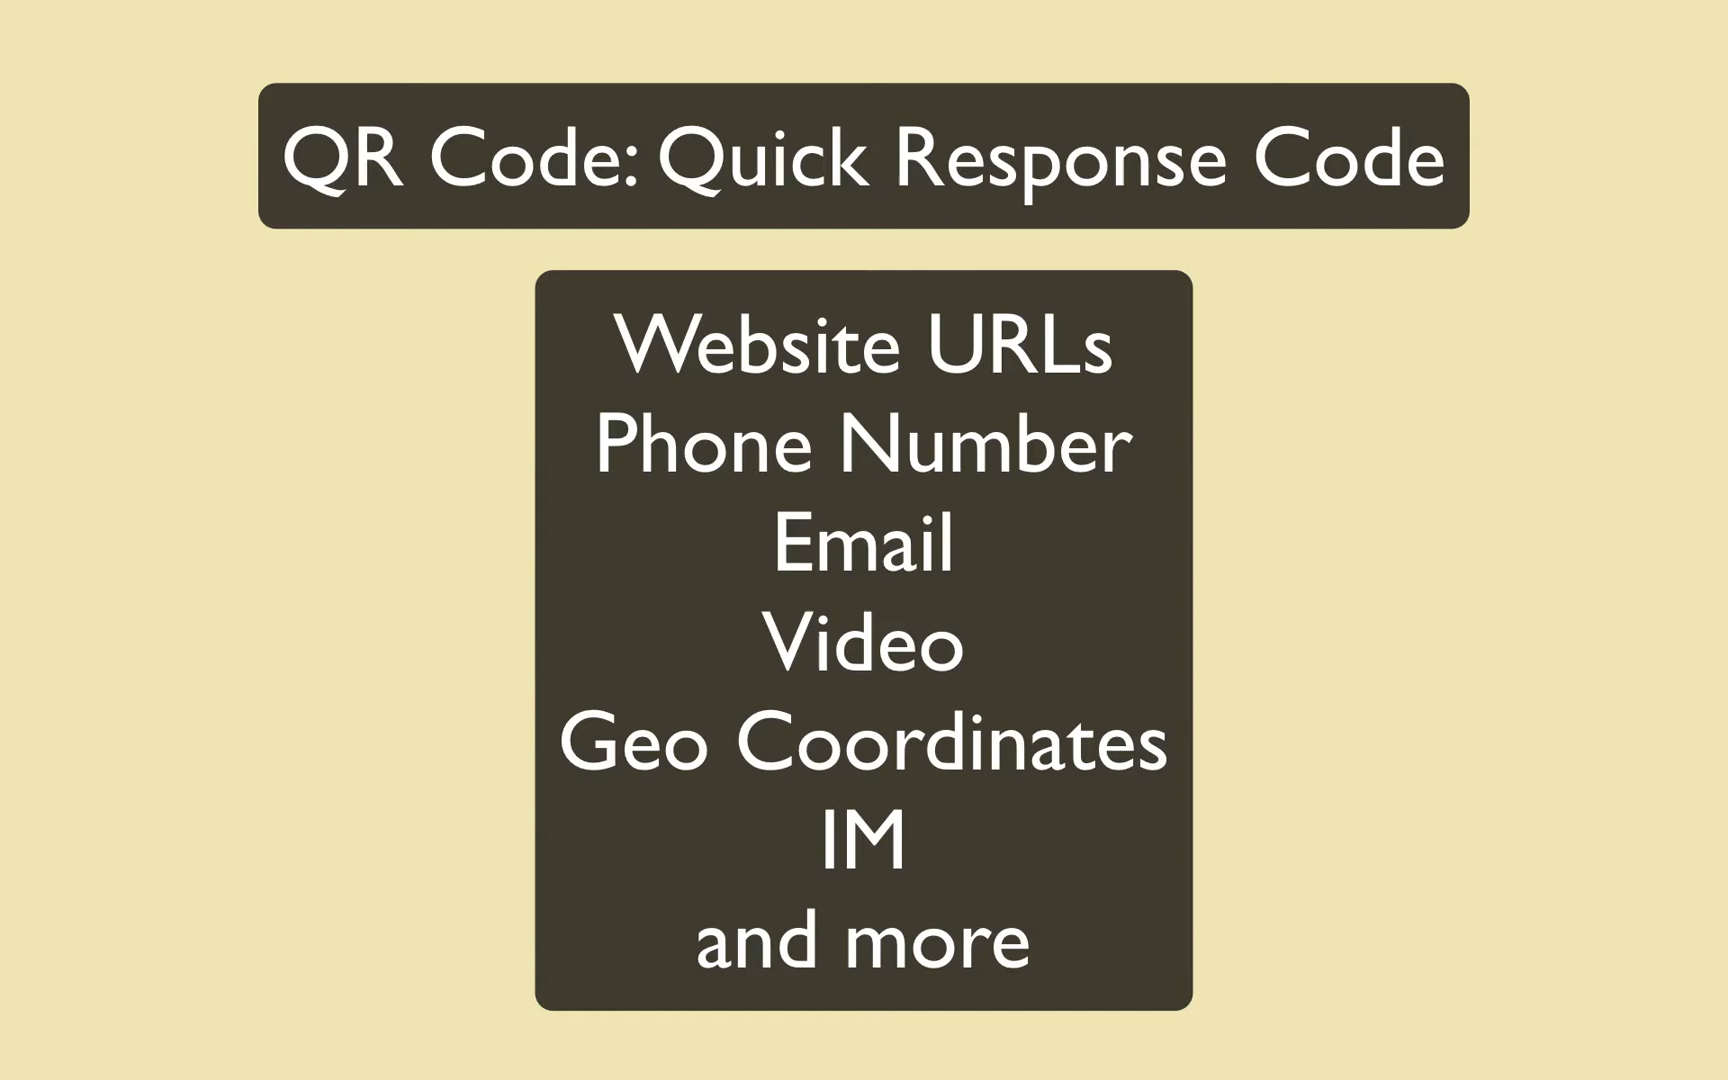 QR Code: Quick Response Code
Website URLs
Phone Number
Email
Video
Geo Coordinates
IM
and more